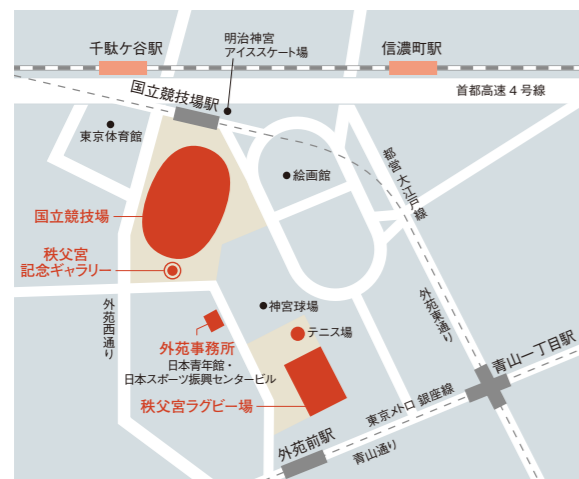 千駄ケ谷駅
明治神宮
アイススケート場
信濃町駅
首都高速4号線
国立競技場駅
東京体育館
絵画館
都営 大江戸線
国立競技場
秩父宮
記念ギャラリー
外苑西通り
神宮球場
テニス場
外苑東通り
外苑事務所
日本青年館・
日本スポーツ振興センタービル
青山一丁目駅
秩父宮ラグビー場
東京メトロ 銀座線
外苑前駅
青山通り